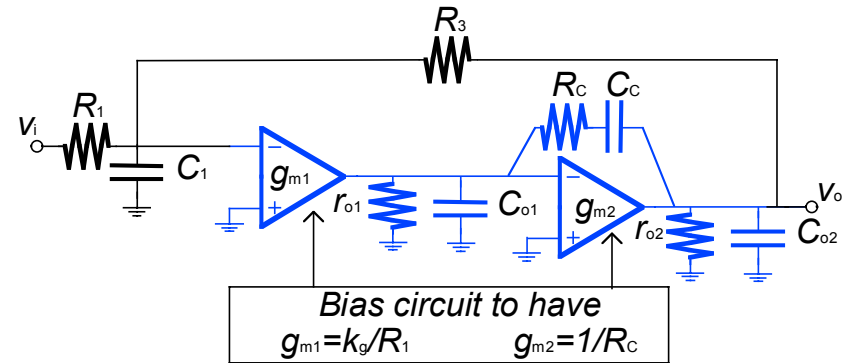 R3
RC CC
R1
vi
C1
gm1
ro1
Co1
gm2
ro2
Co2
vo
Bias circuit to have
gm1=kg/R1 gm2=1/RC